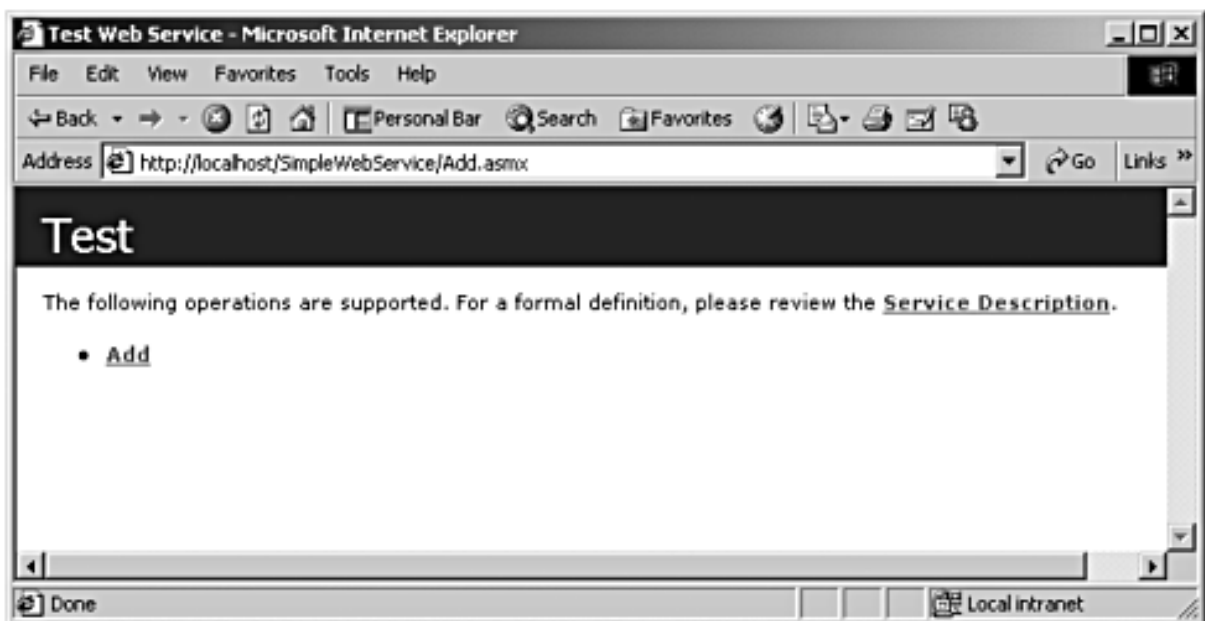 Test Web Service - Microsoft Internet Explorer
File Edit View Favorites Tools Help
Back Personal Bar Search Favorites
Address http://localhost/SimpleWebService/Add.asmx Go Links »
Test
The following operations are supported. For a formal definition, please review the Service Description.
• Add
Done Local intranet